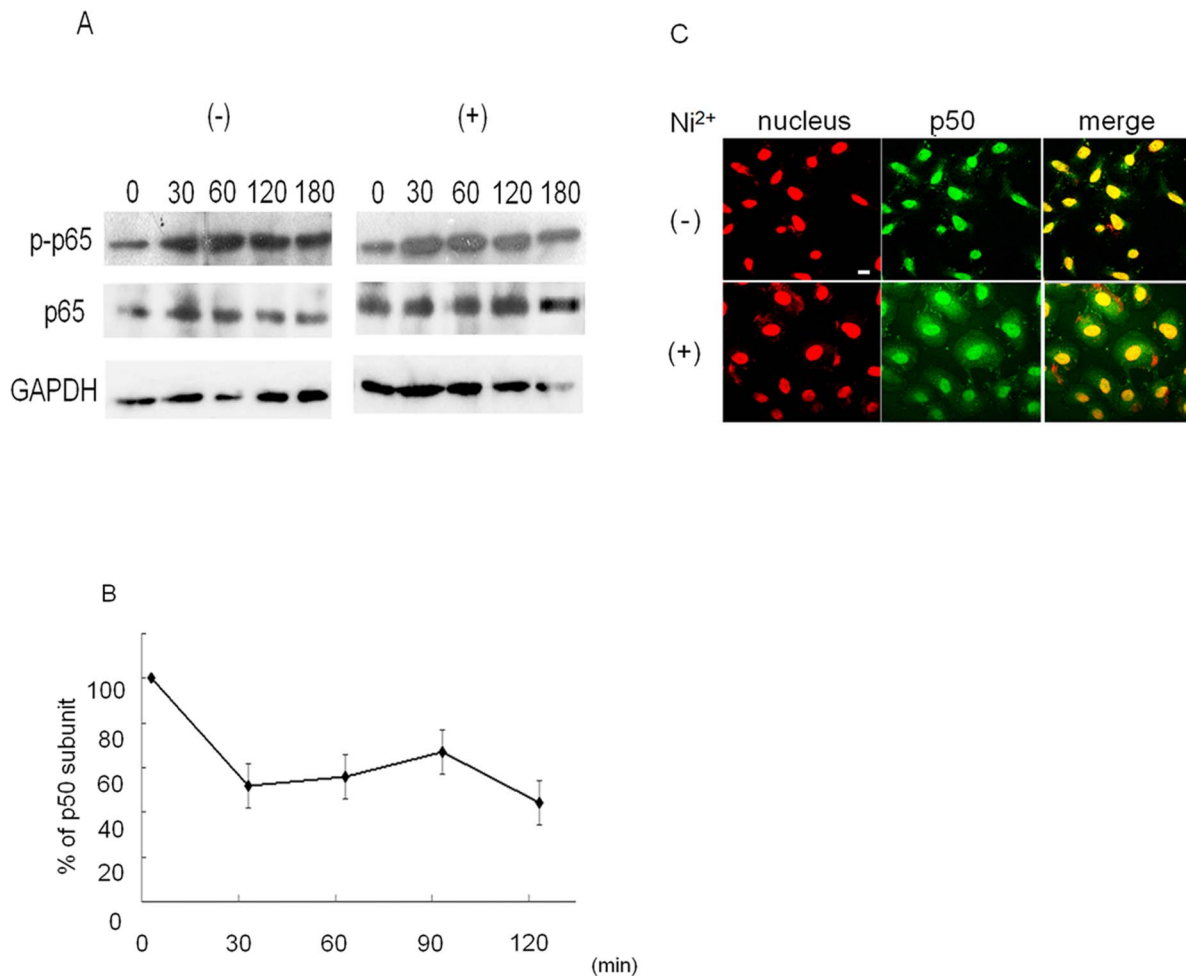 A
(-)
(+)
0 30 60 120 180
0 30 60 120 180
p-p65
p65
GAPDH
B
% of p50 subunit
100
80
60
40
20
0
0 30 60 90 120
(min)
C
Ni²⁺ nucleus p50 merge
(-)
(+)